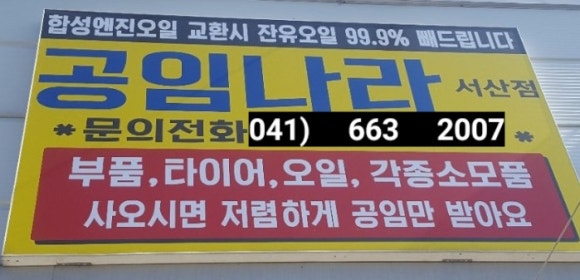 합성엔진오일 교환시 잔유오일 99.9% 빼드립니다
공임나라 서산점
* 문의전화 041) 663 2007 *
부품, 타이어, 오일, 각종소모품
사오시면 저렴하게 공임만 받아요